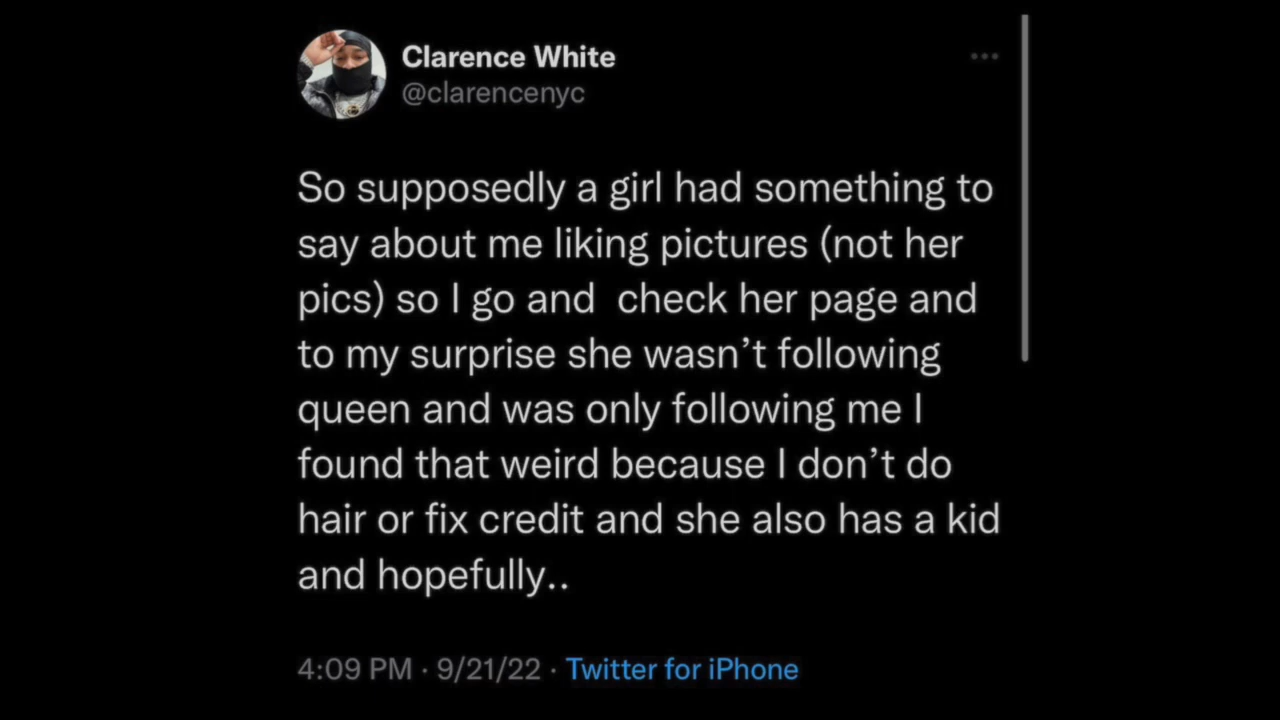 Clarence White
@clarencenyc
So supposedly a girl had something to
say about me liking pictures (not her
pics) so I go and  check her page and
to my surprise she wasn’t following
queen and was only following me I
found that weird because I don’t do
hair or fix credit and she also has a kid
and hopefully..
4:09 PM · 9/21/22 · Twitter for iPhone